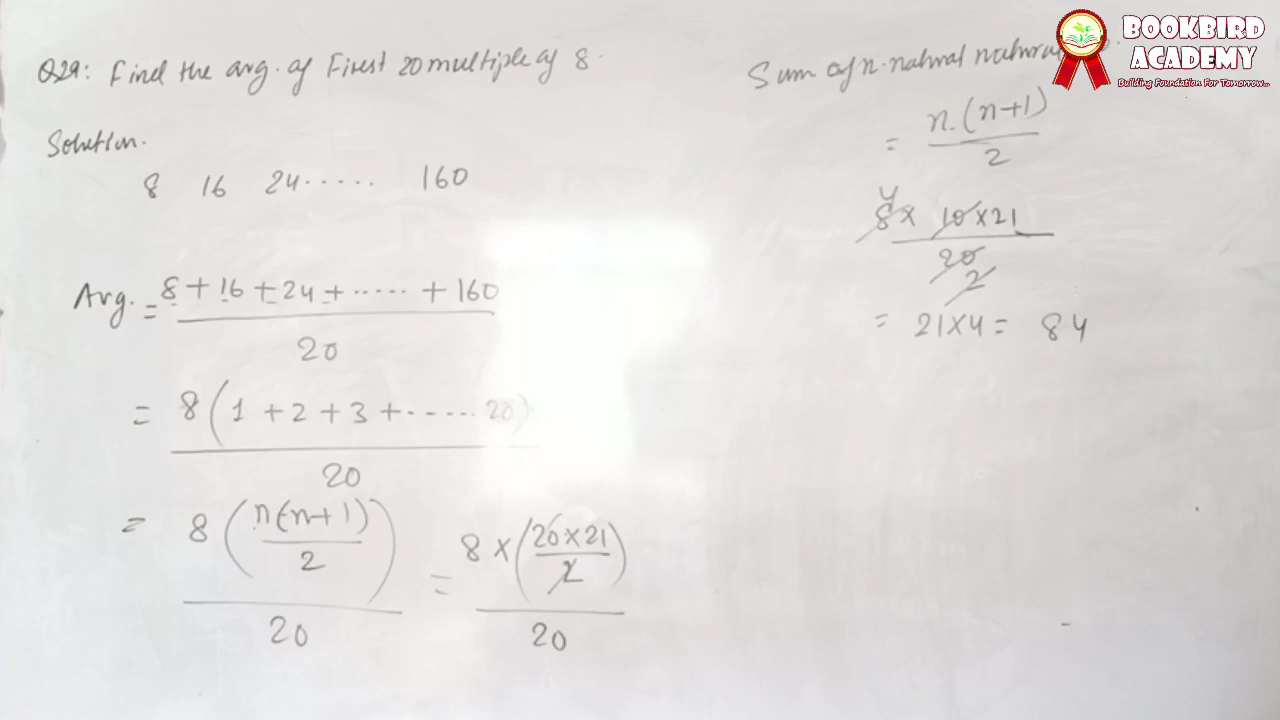 Q29: Find the avg. of First 20 multiple of 8.
Solution.
8 16 24 ..... 160
Avg. = 8 + 16 + 24 + ..... + 160
20
= 8 (1 + 2 + 3 + ...... 20)
20
= 8 (n(n+1)
2 )
20
= 8 × (20 × 21
2 )
20
Sum of n. natural
= n.(n+1)
2
4
8 × 10 × 21
20
2
= 21 × 4 = 84
BOOKBIRD
ACADEMY
Building Foundation For Tomorrow...